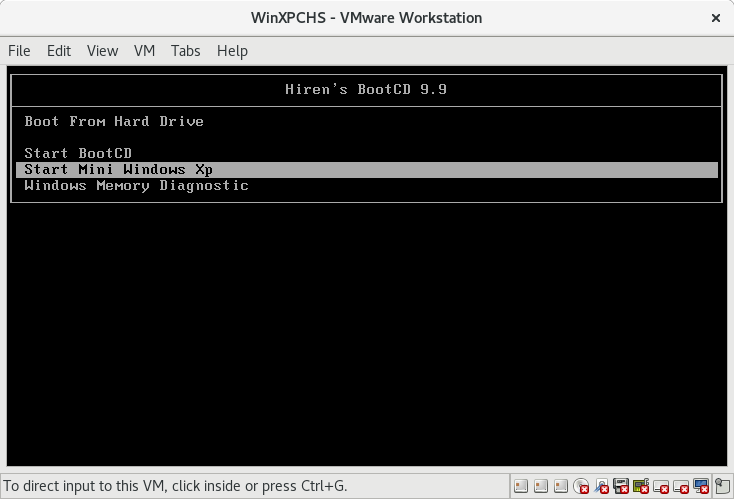 WinXPCHS - VMware Workstation
File Edit View VM Tabs Help
Hiren's BootCD 9.9
Boot From Hard Drive
Start BootCD
Start Mini Windows Xp
Windows Memory Diagnostic
To direct input to this VM, click inside or press Ctrl+G.